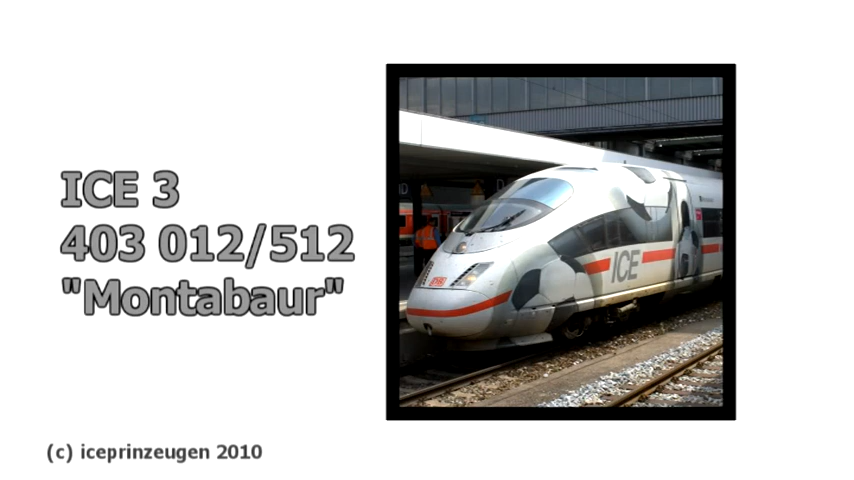 ICE 3
403 012/512
"Montabaur"
ICE
DB
(c) iceprinzeugen 2010